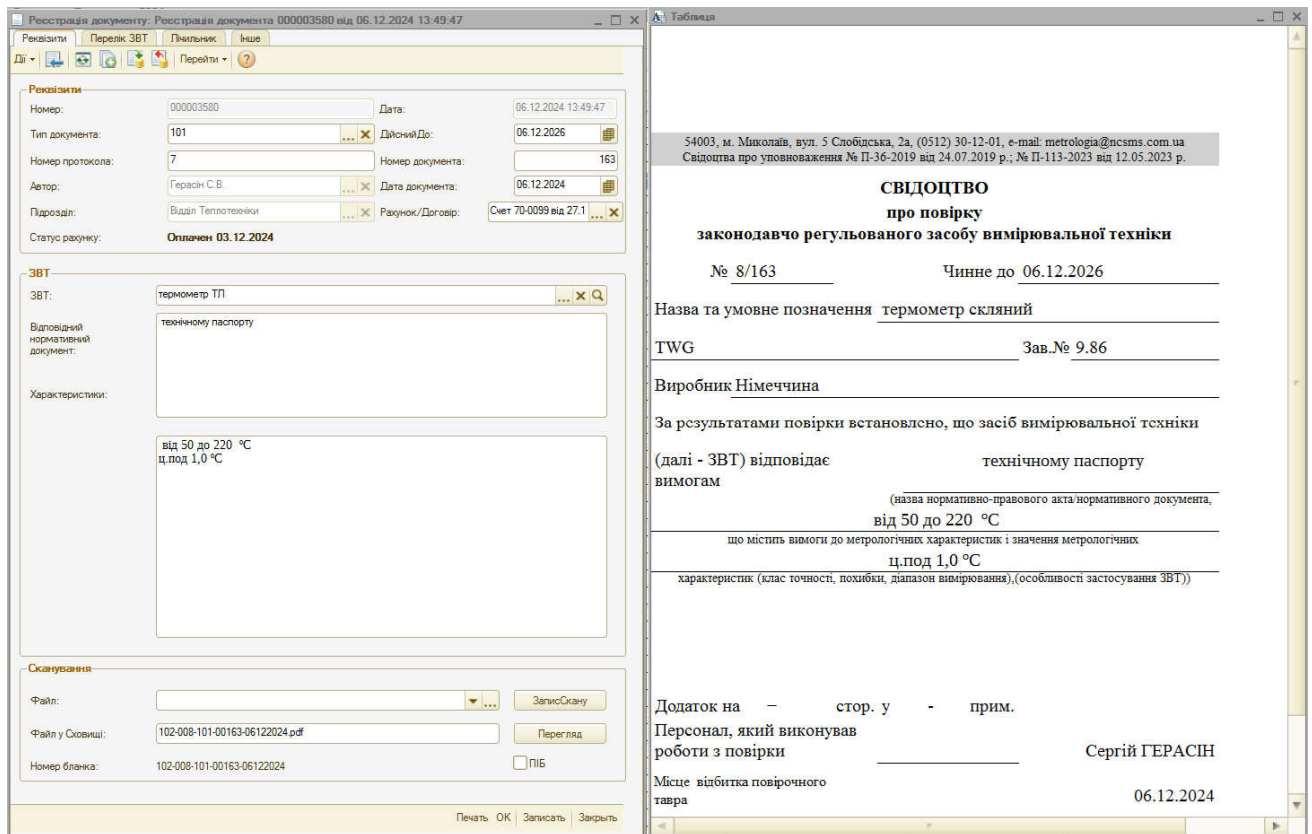 Реєстрація документу: Реєстрація документа 000003580 від 06.12.2024 13:49:47
Реквізити Перелік ЗВТ Лічильник Інше
Дії Перейти
Реквізити
Номер: 000003580 Дата: 06.12.2024 13:49:47
Тип документа: 101 ... ДійснийДо: 06.12.2026
Номер протокола: 7 Номер документа: 163
Автор: Герасін С.В. ... Дата документа: 06.12.2024
Підрозділ: Відділ Теплотехніки ... Рахунок/Договір: Счет 70-0099 від 27.1 ...
Статус рахунку: Оплачен 03.12.2024
ЗВТ
ЗВТ: термометр ТЛ ...
Відповідний
нормативний
документ:
технічному паспорту
Характеристики:
від 50 до 220 °С
ц.под 1,0 °С
Сканування
Файл: ... ЗаписСкану
Файл у Сховищі: 102-008-101-00163-06122024.pdf Перегляд
Номер бланка: 102-008-101-00163-06122024 ПІБ
Печать OK Записать Закрыть
Таблиця
54003, м. Миколаїв, вул. 5 Слобідська, 2а, (0512) 30-12-01, e-mail: metrologia@ncsms.com.ua
Свідоцтва про уповноваження № П-36-2019 від 24.07.2019 р.; № П-113-2023 від 12.05.2023 р.
СВІДОЦТВО
про повірку
законодавчо регульованого засобу вимірювальної техніки
№ 8/163 Чинне до 06.12.2026
Назва та умовне позначення термометр скляний
TWG Зав.№ 9.86
Виробник Німеччина
За результатами повірки встановлено, що засіб вимірювальної техніки
(далі - ЗВТ) відповідає
вимогам
технічному паспорту
(назва нормативно-правового акта/нормативного документа,
від 50 до 220 °С
що містить вимоги до метрологічних характеристик і значення метрологічних
ц.под 1,0 °С
характеристик (клас точності, похибки, діапазон вимірювання),(особливості застосування ЗВТ))
Додаток на – стор. у - прим.
Персонал, який виконував
роботи з повірки Сергій ГЕРАСІН
Місце відбитка повірочного
тавра 06.12.2024